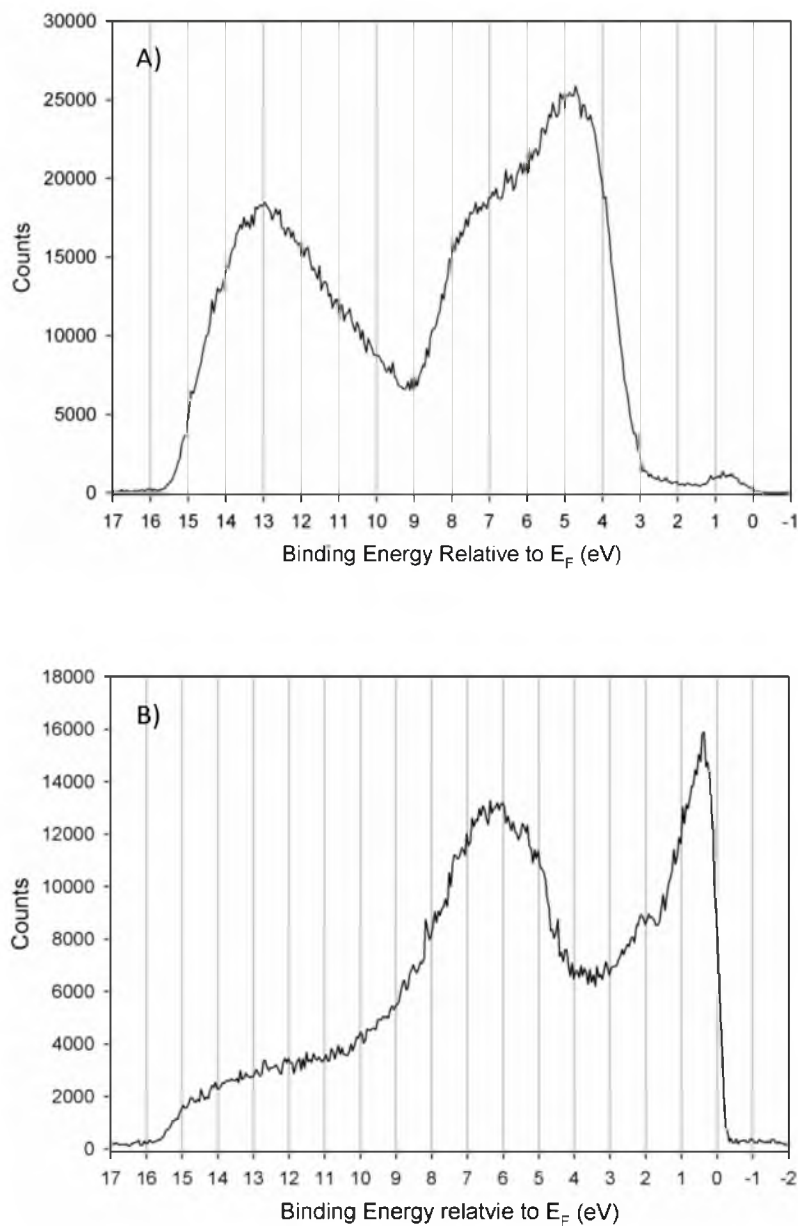 A)
30000
25000
20000
15000
10000
5000
0
Counts
17 16 15 14 13 12 11 10 9 8 7 6 5 4 3 2 1 0 -1
Binding Energy Relative to EF (eV)
B)
18000
16000
14000
12000
10000
8000
6000
4000
2000
0
Counts
17 16 15 14 13 12 11 10 9 8 7 6 5 4 3 2 1 0 -1 -2
Binding Energy relatvie to EF (eV)